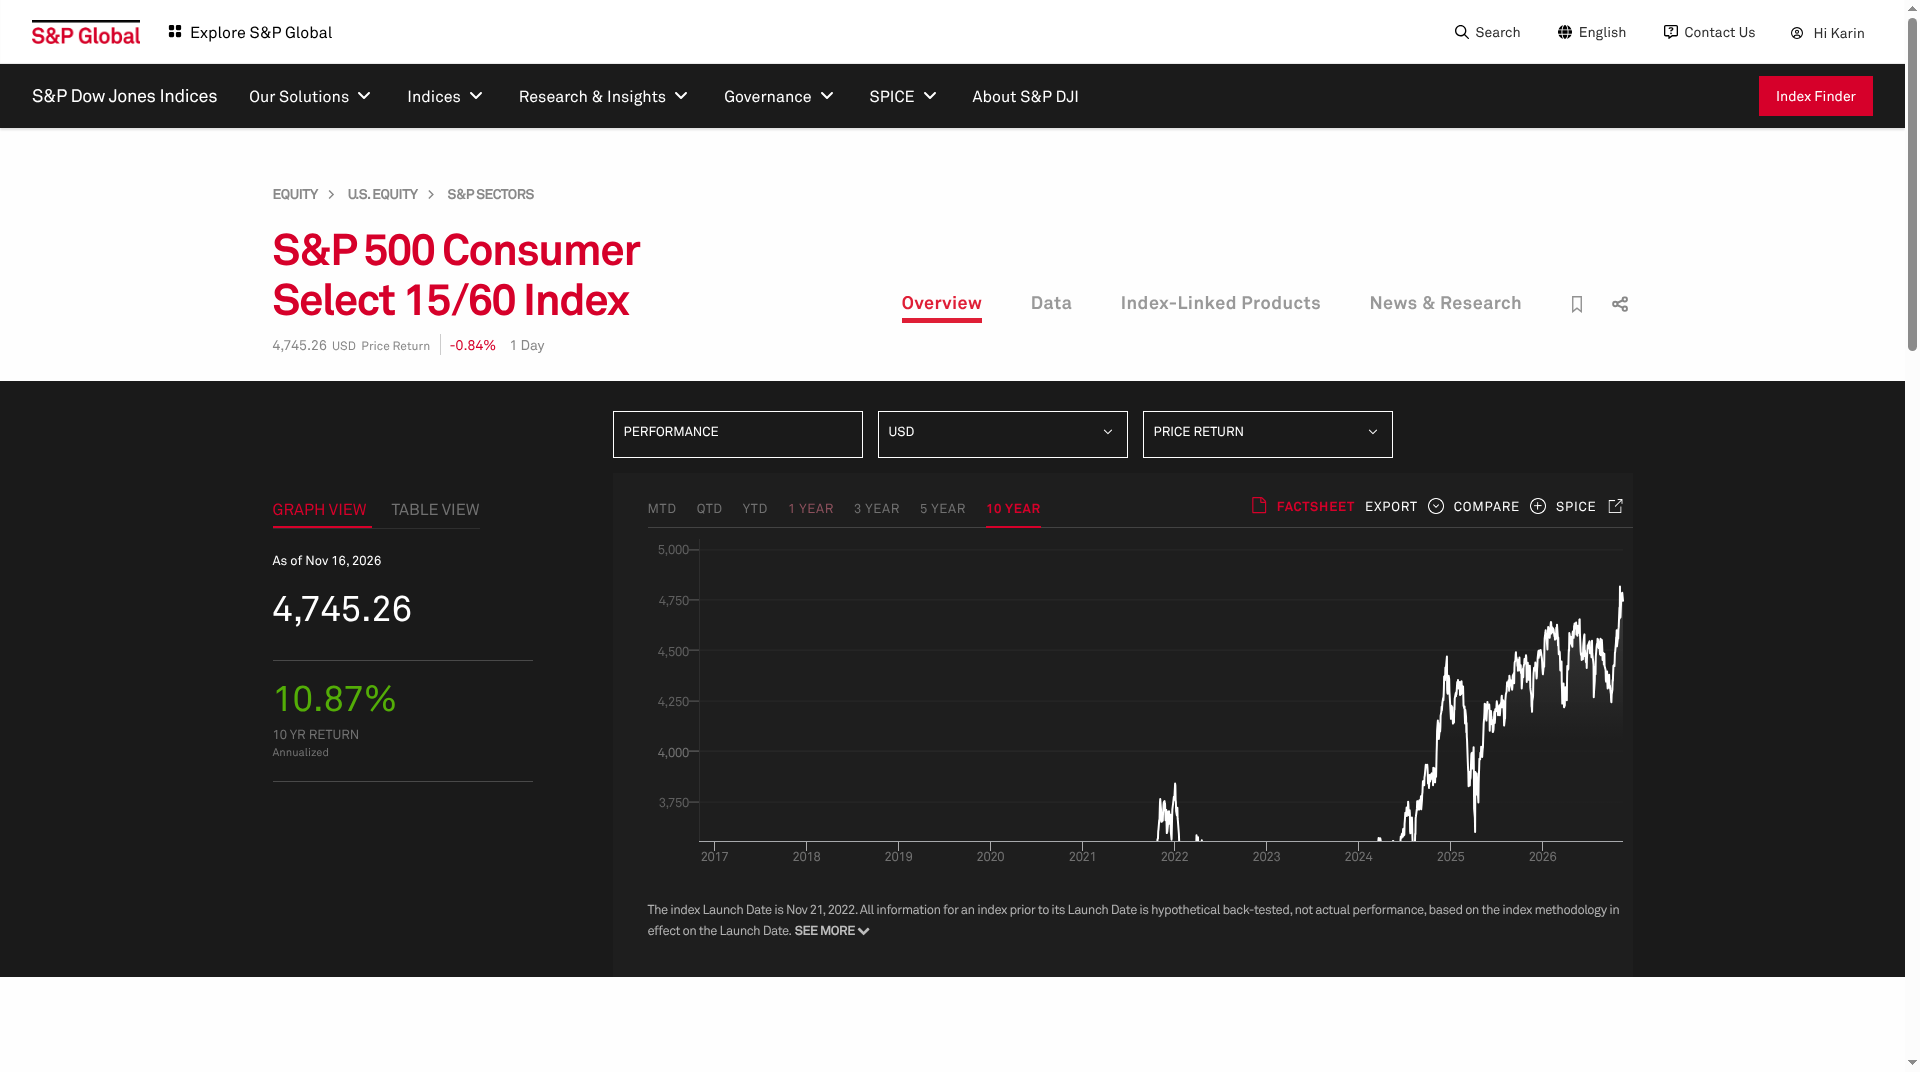 S&P Global
Explore S&P Global
Search
English
Contact Us
Hi Karin
S&P Dow Jones Indices
Our Solutions
Indices
Research & Insights
Governance
SPICE
About S&P DJI
Index Finder
EQUITY
U.S. EQUITY
S&P SECTORS
S&P 500 Consumer
Select 15/60 Index
Overview
Data
Index-Linked Products
News & Research
4,745.26 USD Price Return
-0.84% 1 Day
PERFORMANCE
USD
PRICE RETURN
GRAPH VIEW
TABLE VIEW
As of Nov 16, 2026
4,745.26
10.87%
10 YR RETURN
Annualized
MTD
QTD
YTD
1 YEAR
3 YEAR
5 YEAR
10 YEAR
FACTSHEET
EXPORT
COMPARE
SPICE
5,000
4,750
4,500
4,250
4,000
3,750
2017
2018
2019
2020
2021
2022
2023
2024
2025
2026
The index Launch Date is Nov 21, 2022. All information for an index prior to its Launch Date is hypothetical back-tested, not actual performance, based on the index methodology in
effect on the Launch Date. SEE MORE